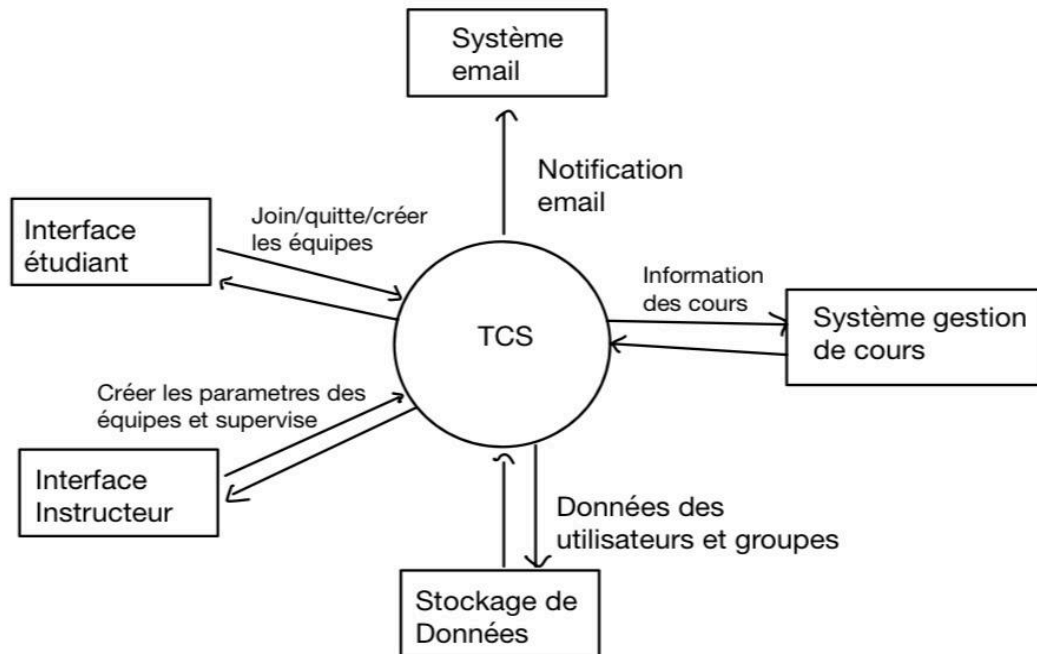 Système
email
Notification
email
Interface
étudiant
Join/quitte/créer
les équipes
TCS
Information
des cours
Système gestion
de cours
Créer les parametres des
équipes et supervise
Interface
Instructeur
Données des
utilisateurs et groupes
Stockage de
Données